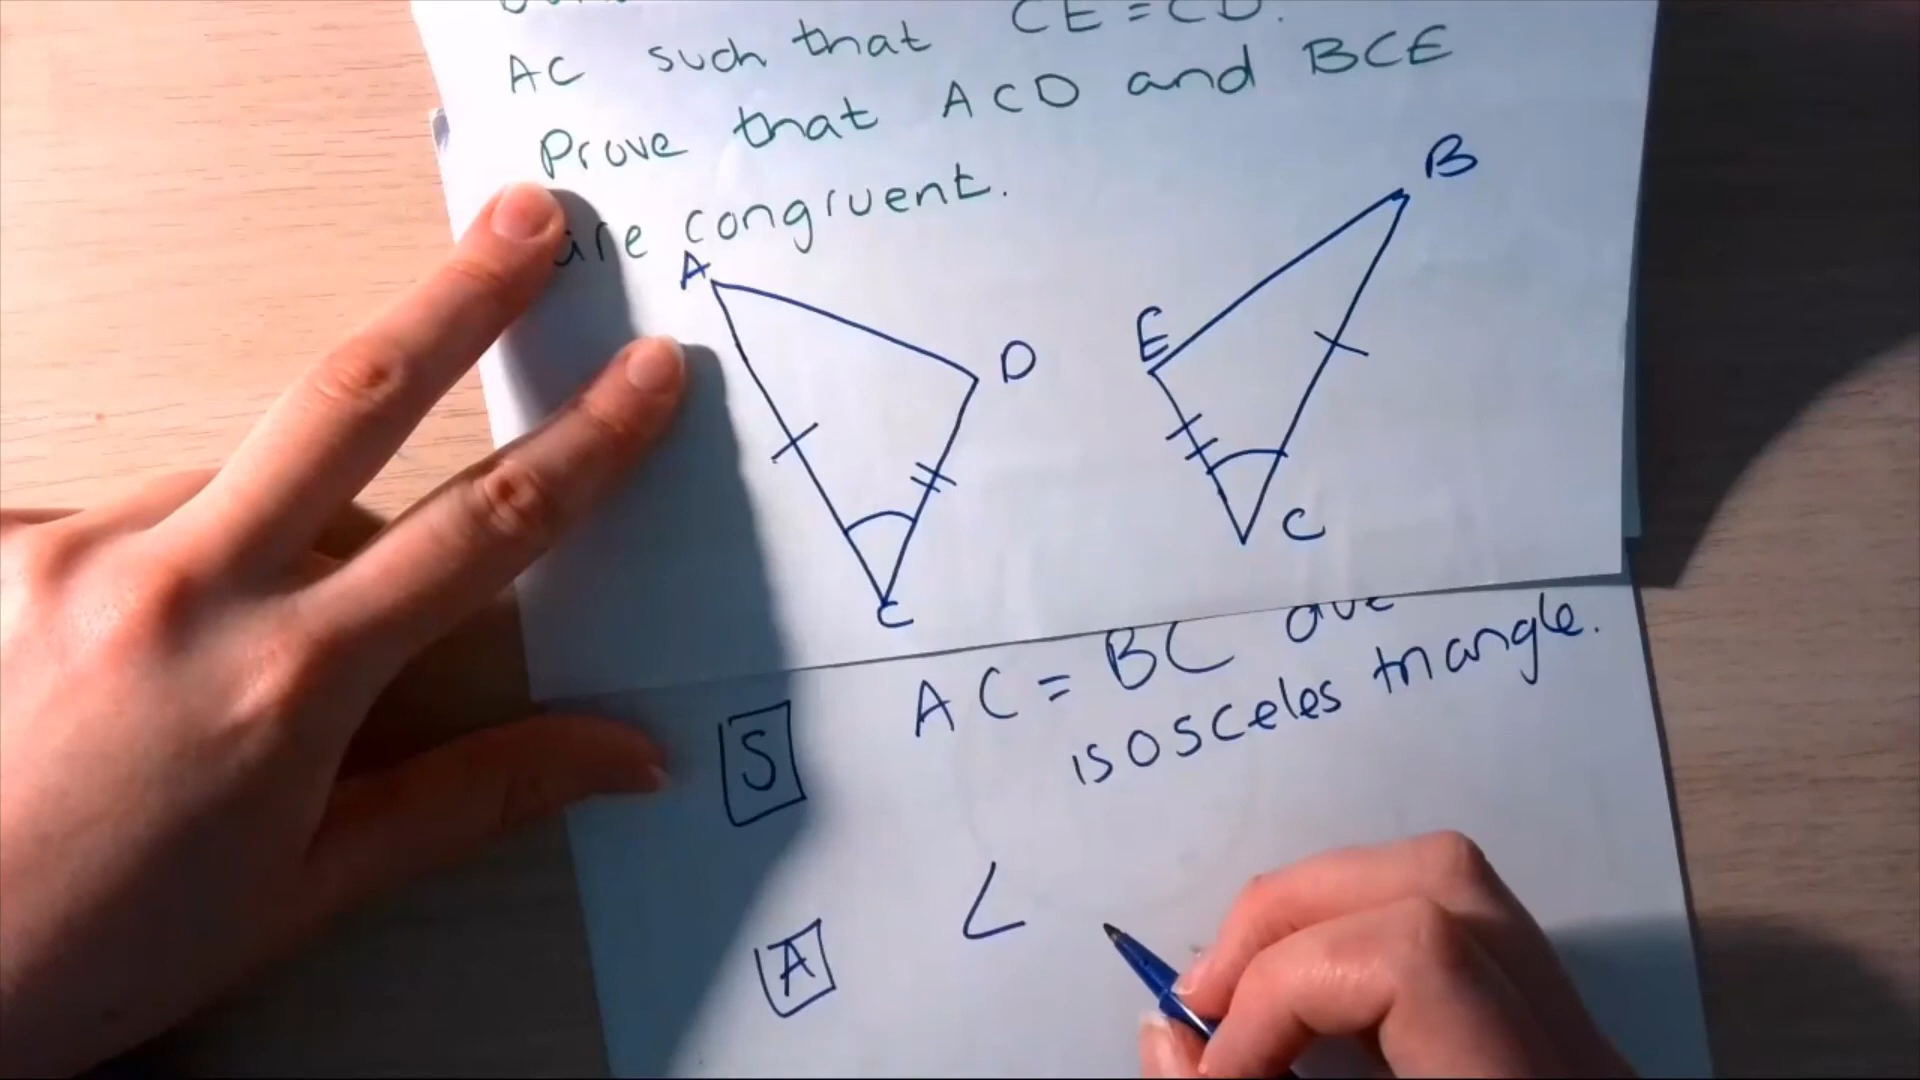 AC such that CE=CD.
Prove that ACD and BCE
are congruent.
A
D
C
E
B
C
S
AC = BC
isosceles triangle.
A
∠